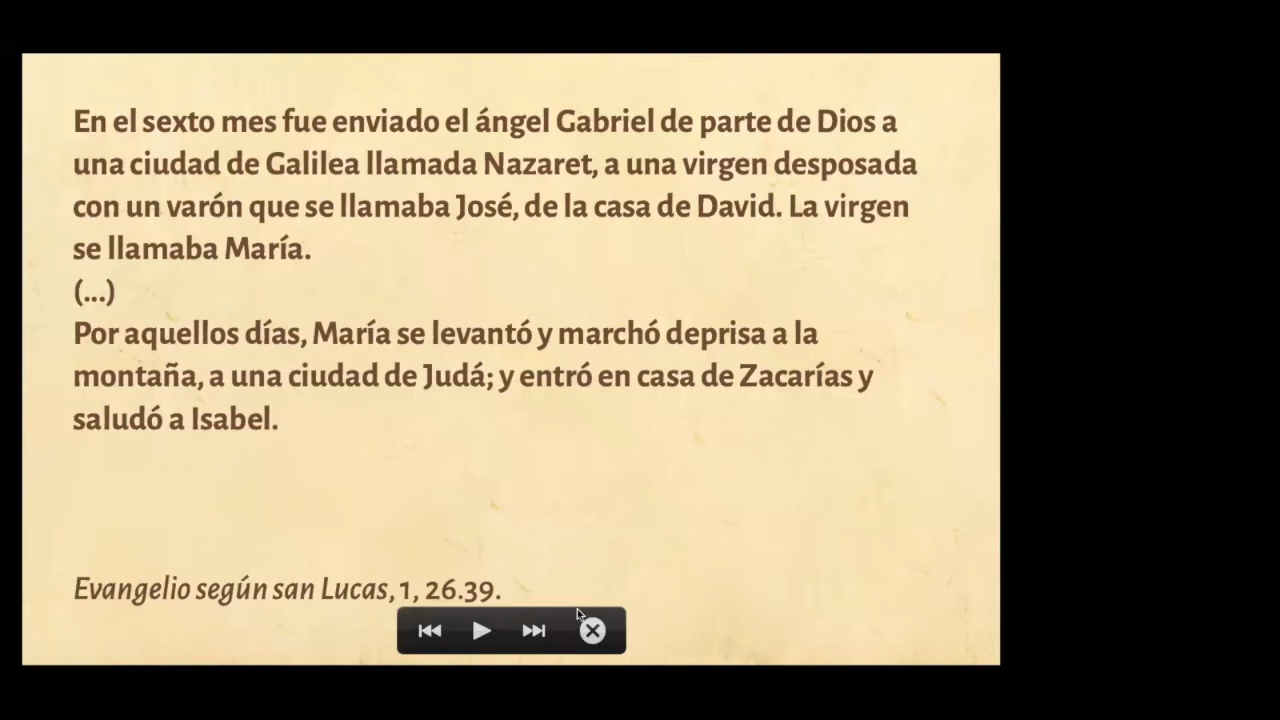 En el sexto mes fue enviado el ángel Gabriel de parte de Dios a
una ciudad de Galilea llamada Nazaret, a una virgen desposada
con un varón que se llamaba José, de la casa de David. La virgen
se llamaba María.
(...)
Por aquellos días, María se levantó y marchó deprisa a la
montaña, a una ciudad de Judá; y entró en casa de Zacarías y
saludó a Isabel.
Evangelio según san Lucas, 1, 26.39.